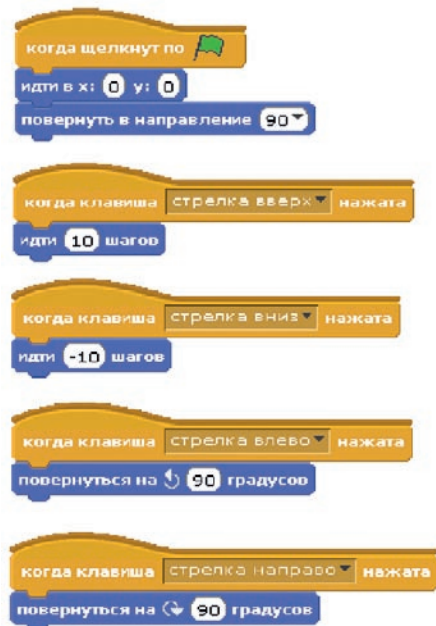 когда щелкнут по
идти в x: 0 y: 0
повернуть в направление 90
когда клавиша стрелка вверх нажата
идти 10 шагов
когда клавиша стрелка вниз нажата
идти -10 шагов
когда клавиша стрелка влево нажата
повернуться на 90 градусов
когда клавиша стрелка направо нажата
повернуться на 90 градусов